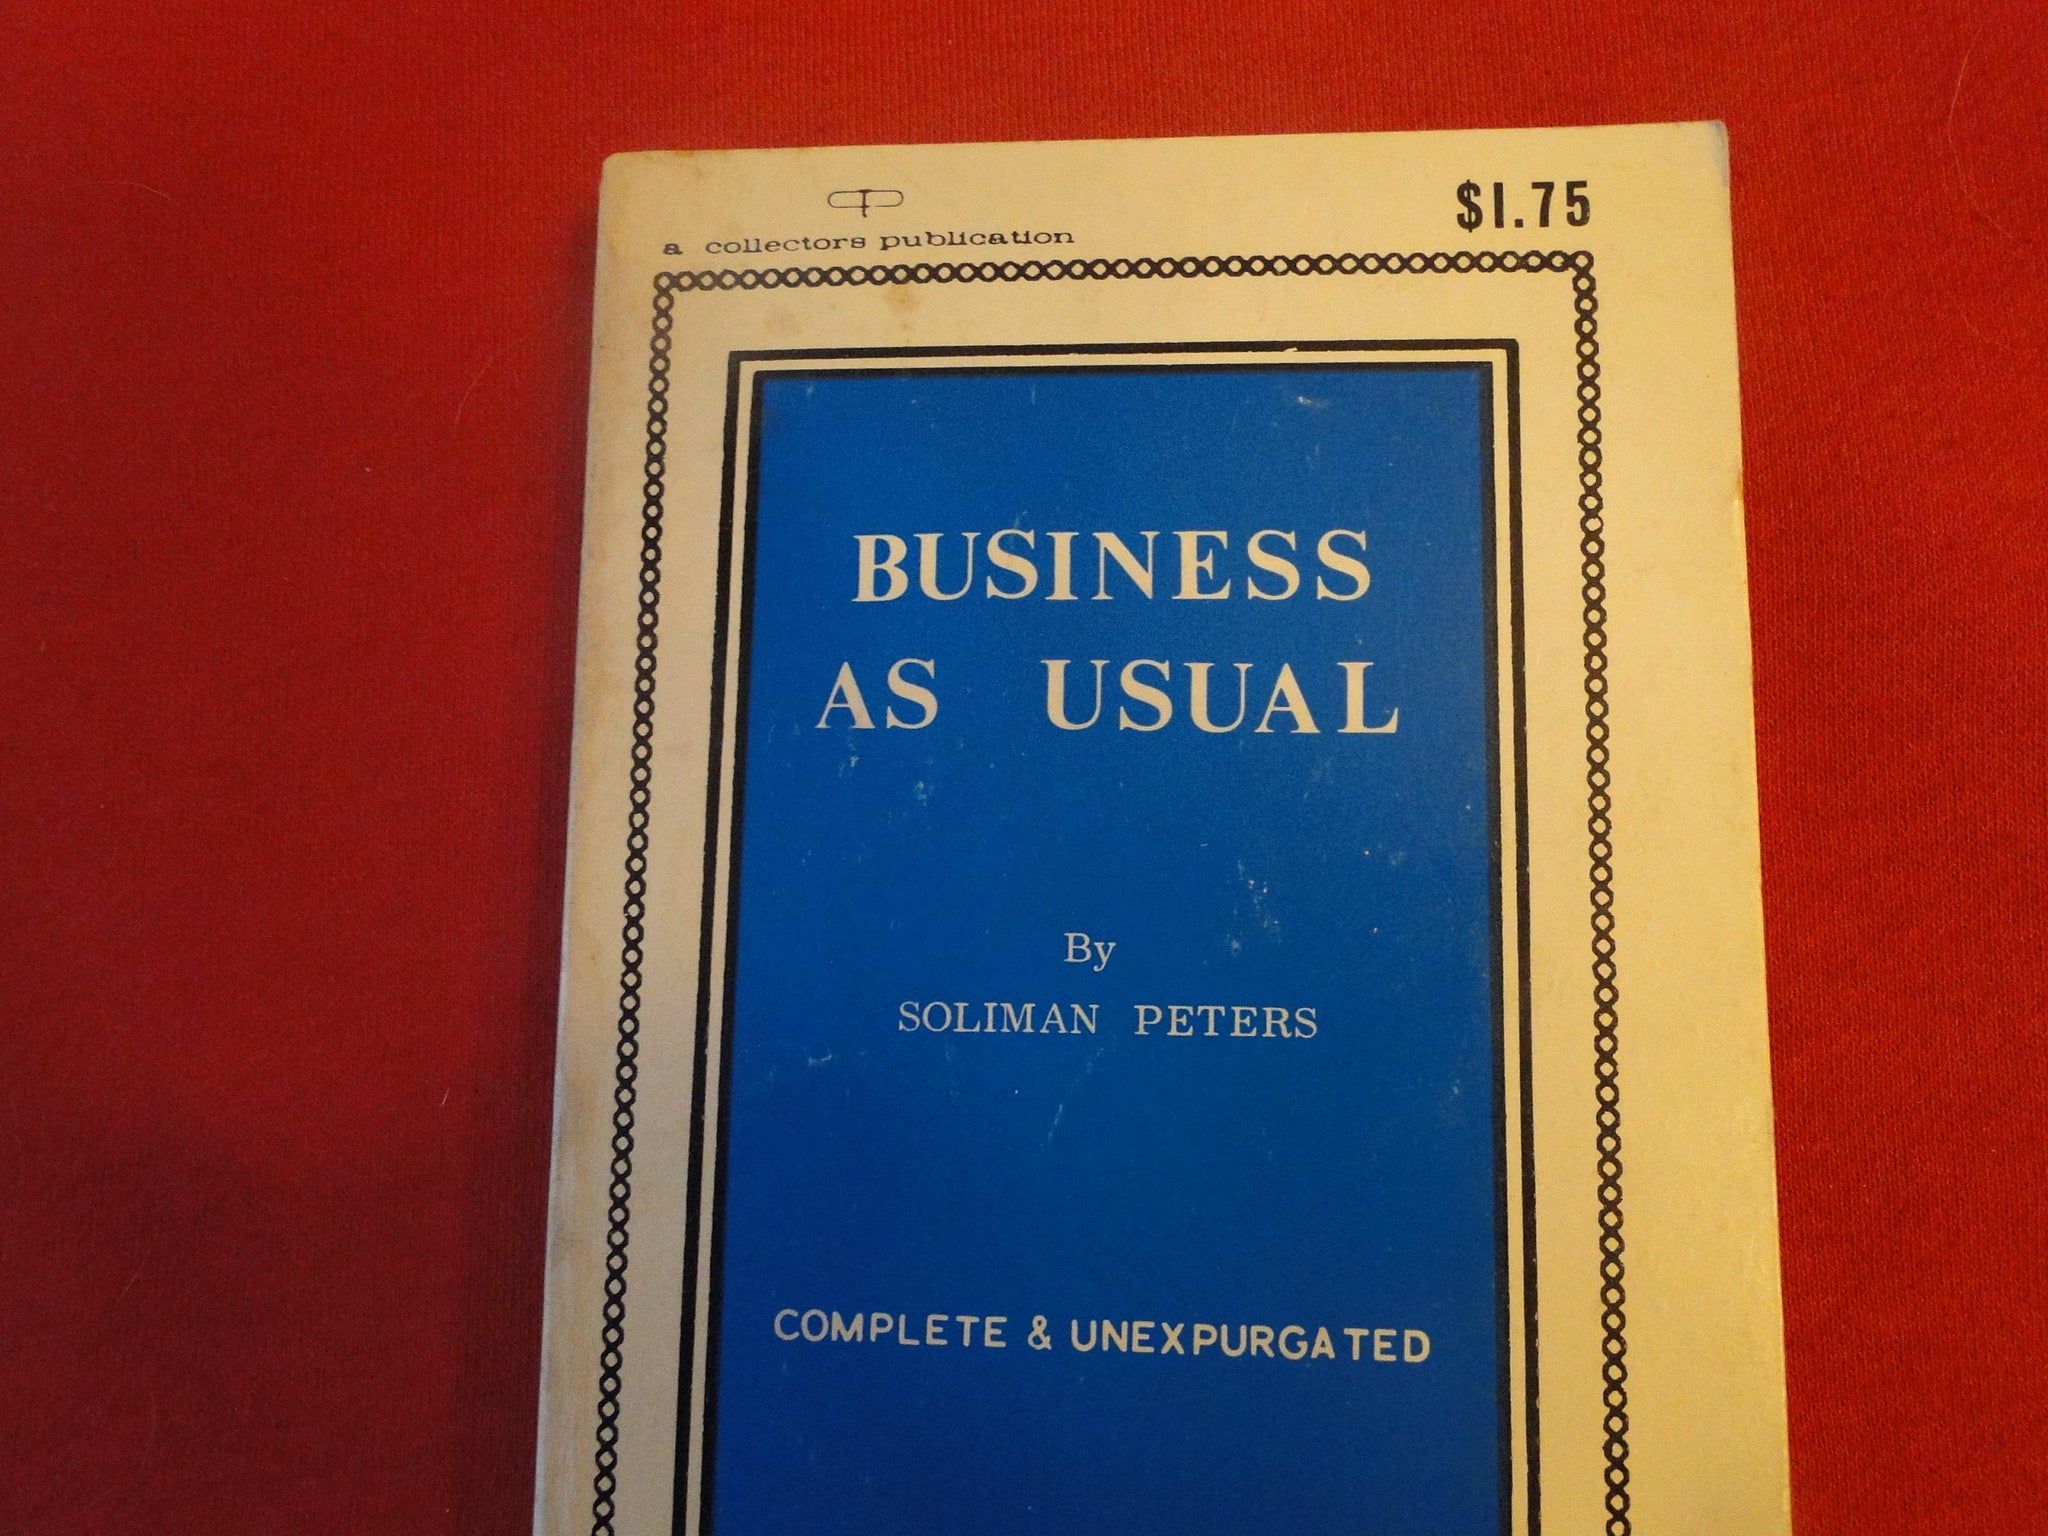 $1.75
a collectors publication
BUSINESS
AS USUAL
By
SOLIMAN PETERS
COMPLETE & UNEXPURGATED